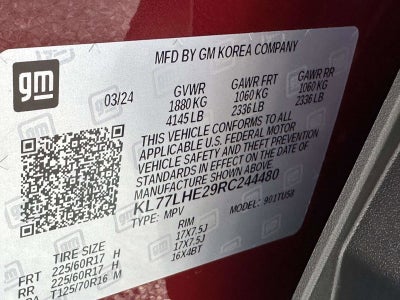 gm
MFD BY GM KOREA COMPANY
03/24 GVWR GAWR FRT GAWR RR
1880 KG 1060 KG 1060 KG
4145 LB 2336 LB 2336 LB
THIS VEHICLE CONFORMS TO ALL
APPLICABLE U.S. FEDERAL MOTOR
VEHICLE SAFETY AND THEFT PREVENTION
STANDARDS IN EFFECT ON THE DATE OF
MANUFACTURE SHOWN ABOVE.
KL77LHE29RC244480
TYPE: MPV 901TUSB
TIRE SIZE RIM
FRT 225/60R17 H 17X7.5J
RR 225/60R17 H 17X7.5J
T125/70R16 M 16X4BT